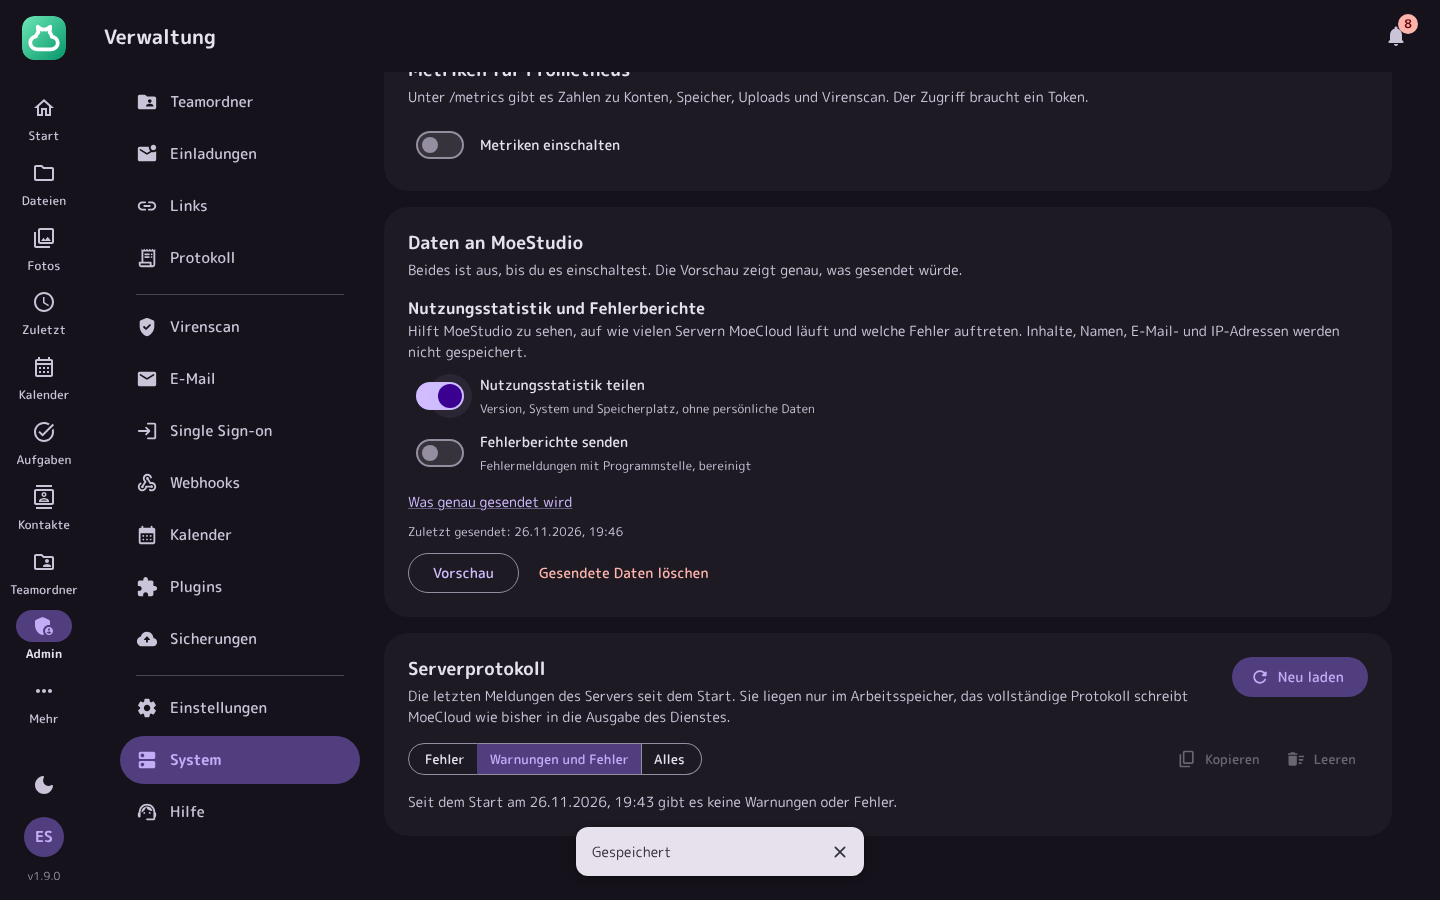 Verwaltung
8
Start
Dateien
Fotos
Zuletzt
Kalender
Aufgaben
Kontakte
Teamordner
Admin
Mehr
ES
v1.9.0
Teamordner
Einladungen
Links
Protokoll
Virenscan
E-Mail
Single Sign-on
Webhooks
Kalender
Plugins
Sicherungen
Einstellungen
System
Hilfe
Metriken für Prometheus
Unter /metrics gibt es Zahlen zu Konten, Speicher, Uploads und Virenscan. Der Zugriff braucht ein Token.
Metriken einschalten
Daten an MoeStudio
Beides ist aus, bis du es einschaltest. Die Vorschau zeigt genau, was gesendet würde.
Nutzungsstatistik und Fehlerberichte
Hilft MoeStudio zu sehen, auf wie vielen Servern MoeCloud läuft und welche Fehler auftreten. Inhalte, Namen, E-Mail- und IP-Adressen werden
nicht gespeichert.
Nutzungsstatistik teilen
Version, System und Speicherplatz, ohne persönliche Daten
Fehlerberichte senden
Fehlermeldungen mit Programmstelle, bereinigt
Was genau gesendet wird
Zuletzt gesendet: 26.11.2026, 19:46
Vorschau
Gesendete Daten löschen
Serverprotokoll
Neu laden
Die letzten Meldungen des Servers seit dem Start. Sie liegen nur im Arbeitsspeicher, das vollständige Protokoll schreibt
MoeCloud wie bisher in die Ausgabe des Dienstes.
Fehler
Warnungen und Fehler
Alles
Kopieren
Leeren
Seit dem Start am 26.11.2026, 19:43 gibt es keine Warnungen oder Fehler.
Gespeichert